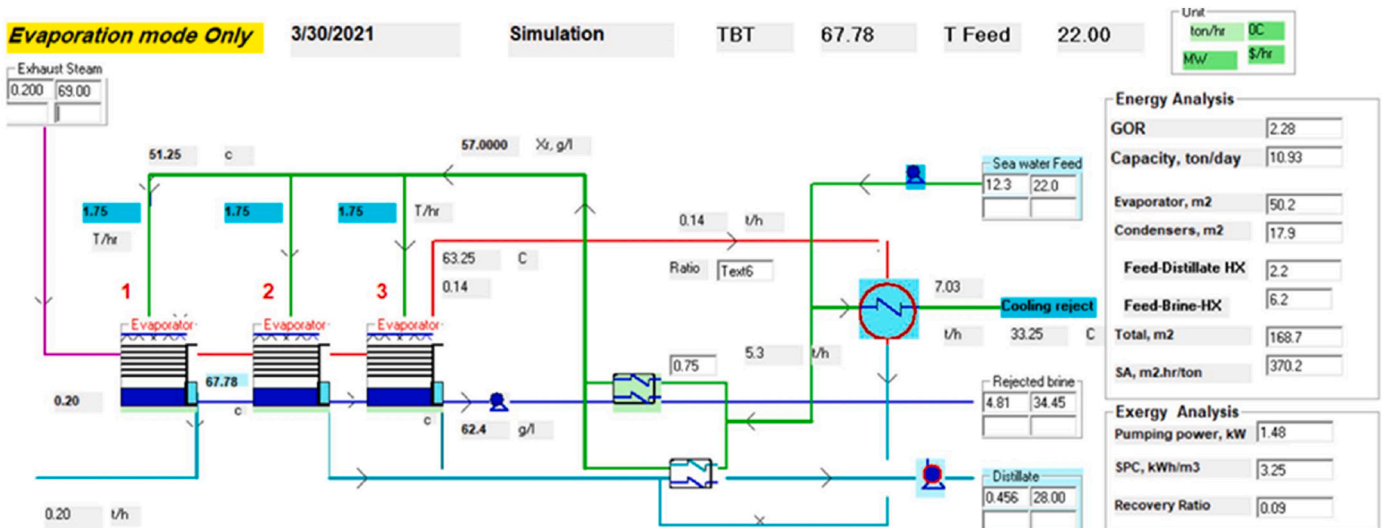 Evaporation mode Only 3/30/2021 Simulation TBT 67.78 T Feed 22.00
Unit
ton/hr 0C
MW $/hr
Exhaust Steam
0.200 69.00
51.25 c
57.0000 Xr, g/l
1.75 1.75 1.75 T/hr
T/hr
0.14 t/h
63.25 C
0.14
Ratio Text6
1 2 3
Evaporator Evaporator Evaporator
67.78
c
c
0.20
62.4 g/l
0.75
5.3 t/h
7.03
Cooling reject
t/h 33.25 C
Sea water Feed
12.3 22.0
Rejected brine
4.81 34.45
Distillate
0.456 28.00
0.20 t/h
Energy Analysis
GOR 2.28
Capacity, ton/day 10.93
Evaporator, m2 50.2
Condensers, m2 17.9
Feed-Distillate HX 2.2
Feed-Brine-HX 6.2
Total, m2 168.7
SA, m2.hr/ton 370.2
Exergy Analysis
Pumping power, kW 1.48
SPC, kWh/m3 3.25
Recovery Ratio 0.09